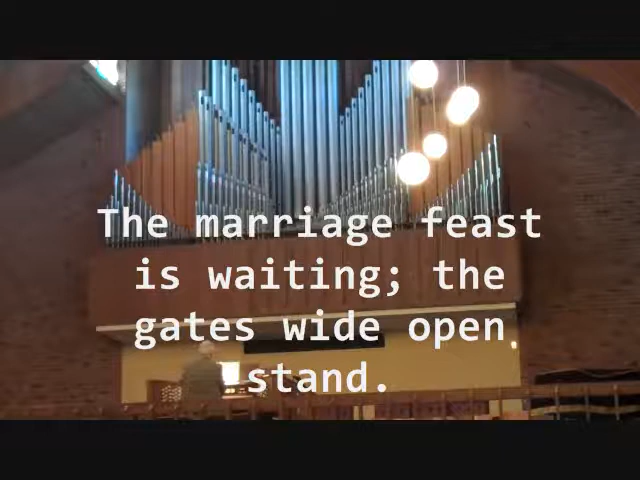 The marriage feast
is waiting; the
gates wide open
stand.